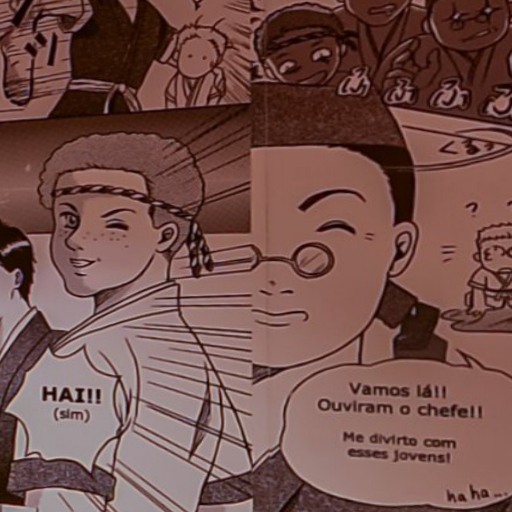 HAI!!
(sim)
Vamos lá!!
Ouviram o chefe!!
Me divirto com
esses jovens!
ha ha...